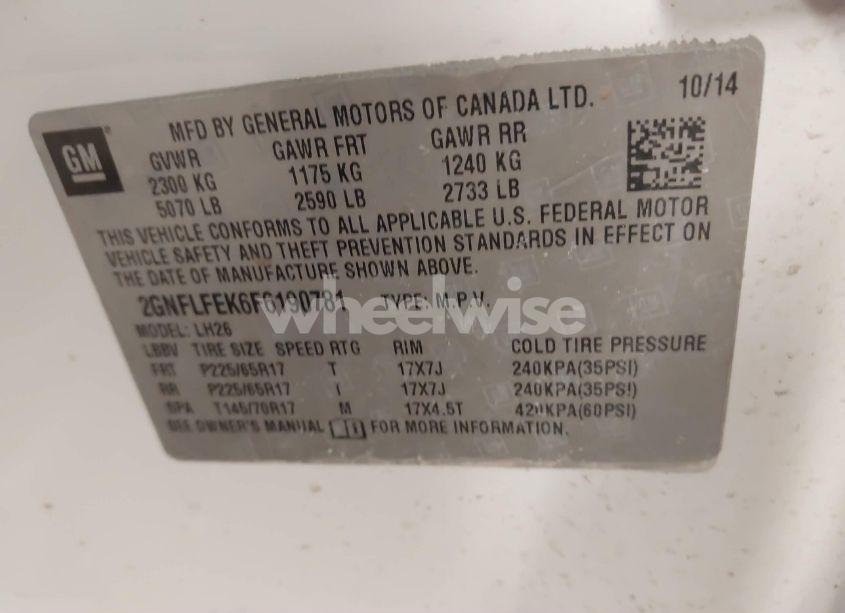 GM
MFD BY GENERAL MOTORS OF CANADA LTD. 10/14
GVWR GAWR FRT GAWR RR
2300 KG 1175 KG 1240 KG
5070 LB 2590 LB 2733 LB
THIS VEHICLE CONFORMS TO ALL APPLICABLE U.S. FEDERAL MOTOR
VEHICLE SAFETY AND THEFT PREVENTION STANDARDS IN EFFECT ON
THE DATE OF MANUFACTURE SHOWN ABOVE.
2GNFLFEK6F6190781 TYPE: M.P.V.
wheelwise
MODEL: LH26
LBBV TIRE SIZE SPEED RTG RIM COLD TIRE PRESSURE
FRT P225/65R17 T 17X7J 240KPA(35PSI)
RR P225/65R17 T 17X7J 240KPA(35PSI)
SPA T145/70R17 M 17X4.5T 420KPA(60PSI)
SEE OWNER'S MANUAL FOR MORE INFORMATION.